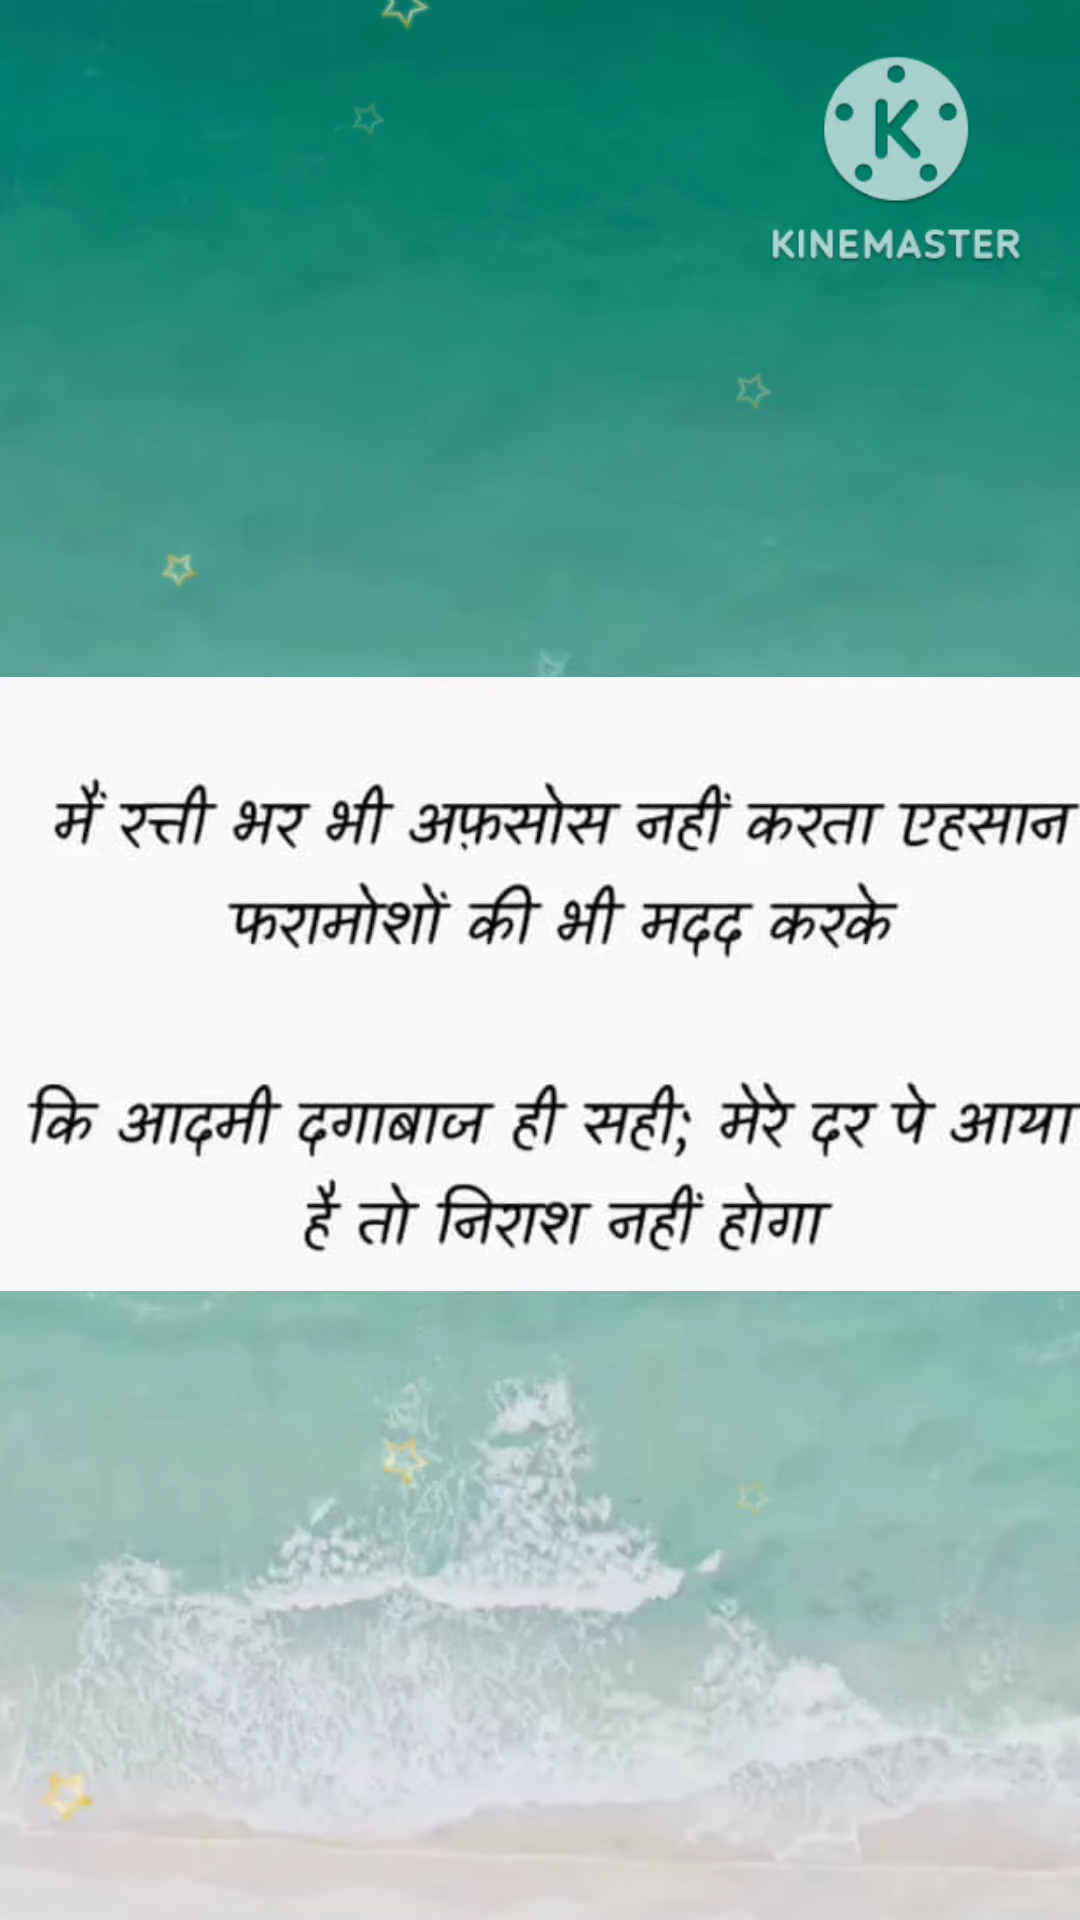 KINEMASTER
मैं रत्ती भर भी अफ़सोस नहीं करता एहसान
फरामोशों की भी मदद करके
कि आदमी दगाबाज ही सही; मेरे दर पे आया
है तो निराश नहीं होगा